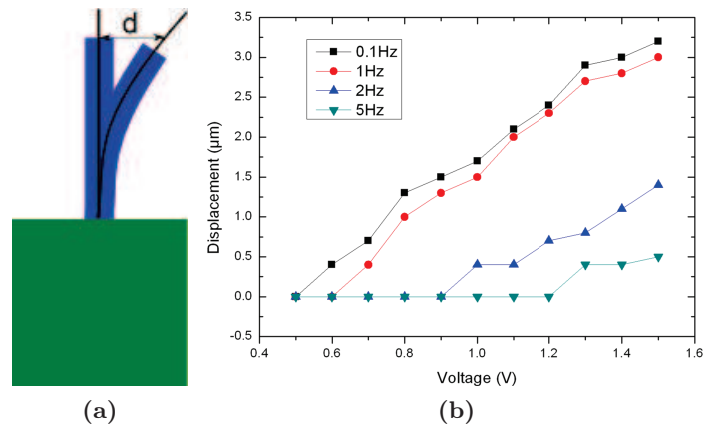 d
(a)
0.1Hz
1Hz
2Hz
5Hz
Displacement (μm)
3.5
3.0
2.5
2.0
1.5
1.0
0.5
0.0
-0.5
0.4 0.6 0.8 1.0 1.2 1.4 1.6
Voltage (V)
(b)